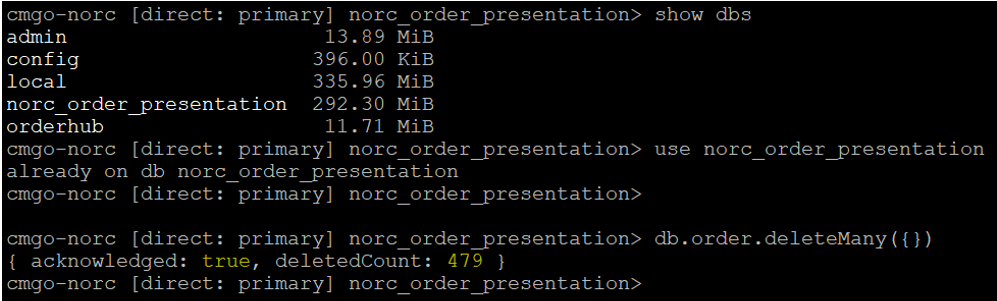 cmgo-norc [direct: primary] norc_order_presentation> show dbs
admin                    13.89 MiB
config                  396.00 KiB
local                   335.96 MiB
norc_order_presentation  292.30 MiB
orderhub                 11.71 MiB
cmgo-norc [direct: primary] norc_order_presentation> use norc_order_presentation
already on db norc_order_presentation
cmgo-norc [direct: primary] norc_order_presentation>
cmgo-norc [direct: primary] norc_order_presentation> db.order.deleteMany({})
{ acknowledged: true, deletedCount: 479 }
cmgo-norc [direct: primary] norc_order_presentation>